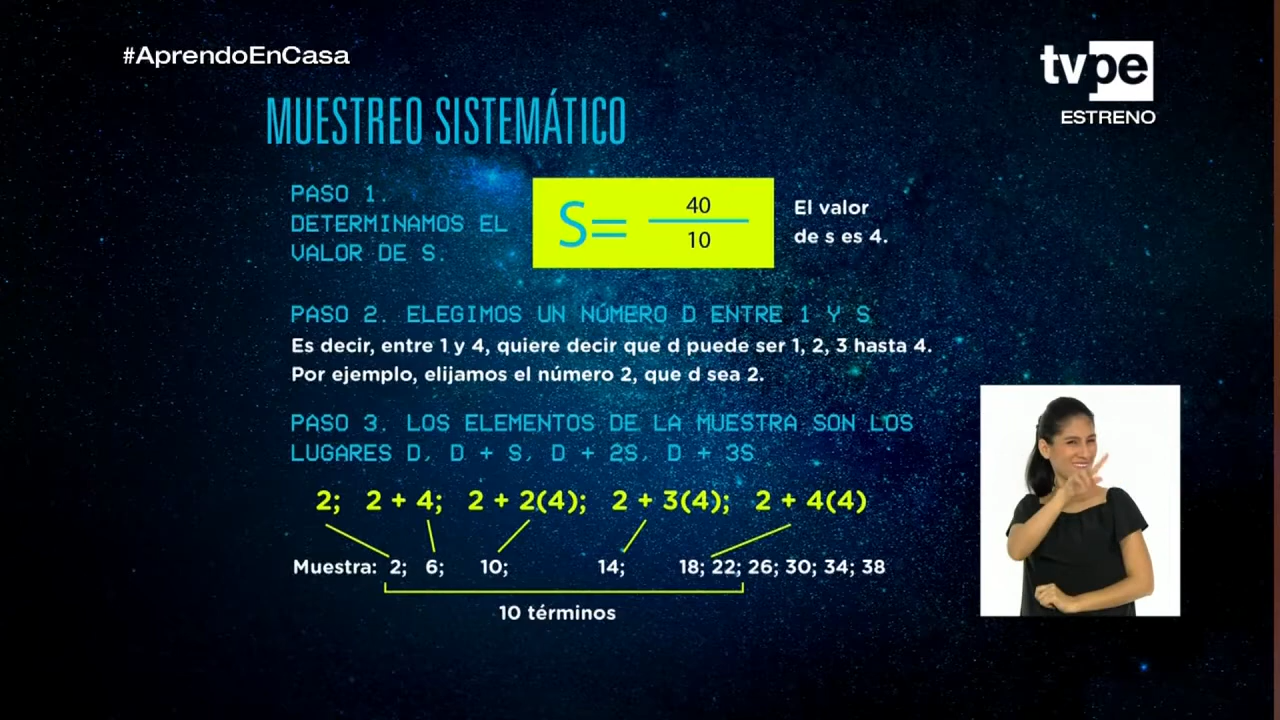 #AprendoEnCasa
tvpe
ESTRENO
MUESTREO SISTEMÁTICO
PASO 1.
DETERMINAMOS EL
VALOR DE S.
S= 40
10
El valor
de s es 4.
PASO 2. ELEGIMOS UN NÚMERO D ENTRE 1 Y S
Es decir, entre 1 y 4, quiere decir que d puede ser 1, 2, 3 hasta 4.
Por ejemplo, elijamos el número 2, que d sea 2.
PASO 3. LOS ELEMENTOS DE LA MUESTRA SON LOS
LUGARES D, D + S, D + 2S, D + 3S
2; 2 + 4; 2 + 2(4); 2 + 3(4); 2 + 4(4)
Muestra: 2; 6; 10; 14; 18; 22; 26; 30; 34; 38
10 términos